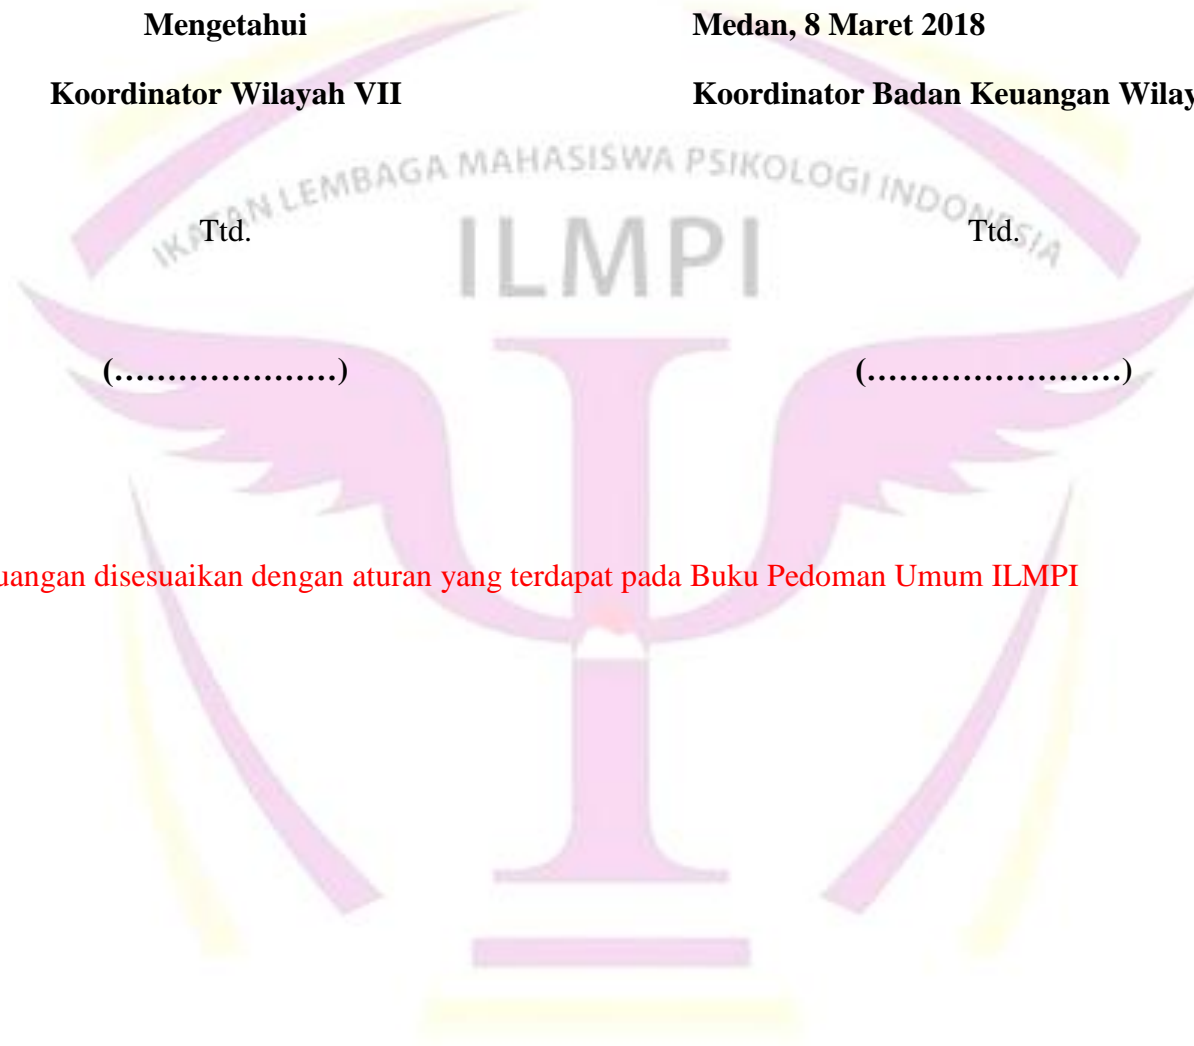 Mengetahui Medan, 8 Maret 2018
Koordinator Wilayah VII Koordinator Badan Keuangan
IKATAN LEMBAGA MAHASISWA PSIKOLOGI INDONESIA
Ttd. Ttd.
ILMPI
(.....................) (........................)
disesuaikan dengan aturan yang terdapat pada Buku Pedoman Umum ILMPI